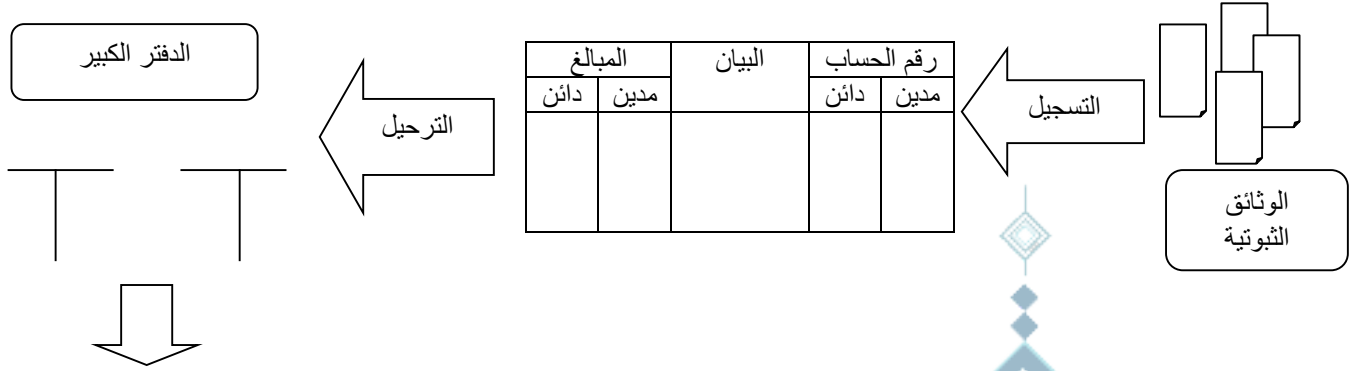 الوثائق
الثبوتية
التسجيل
رقم الحساب البيان المبالغ
مدين دائن مدين دائن
الترحيل
الدفتر الكبير